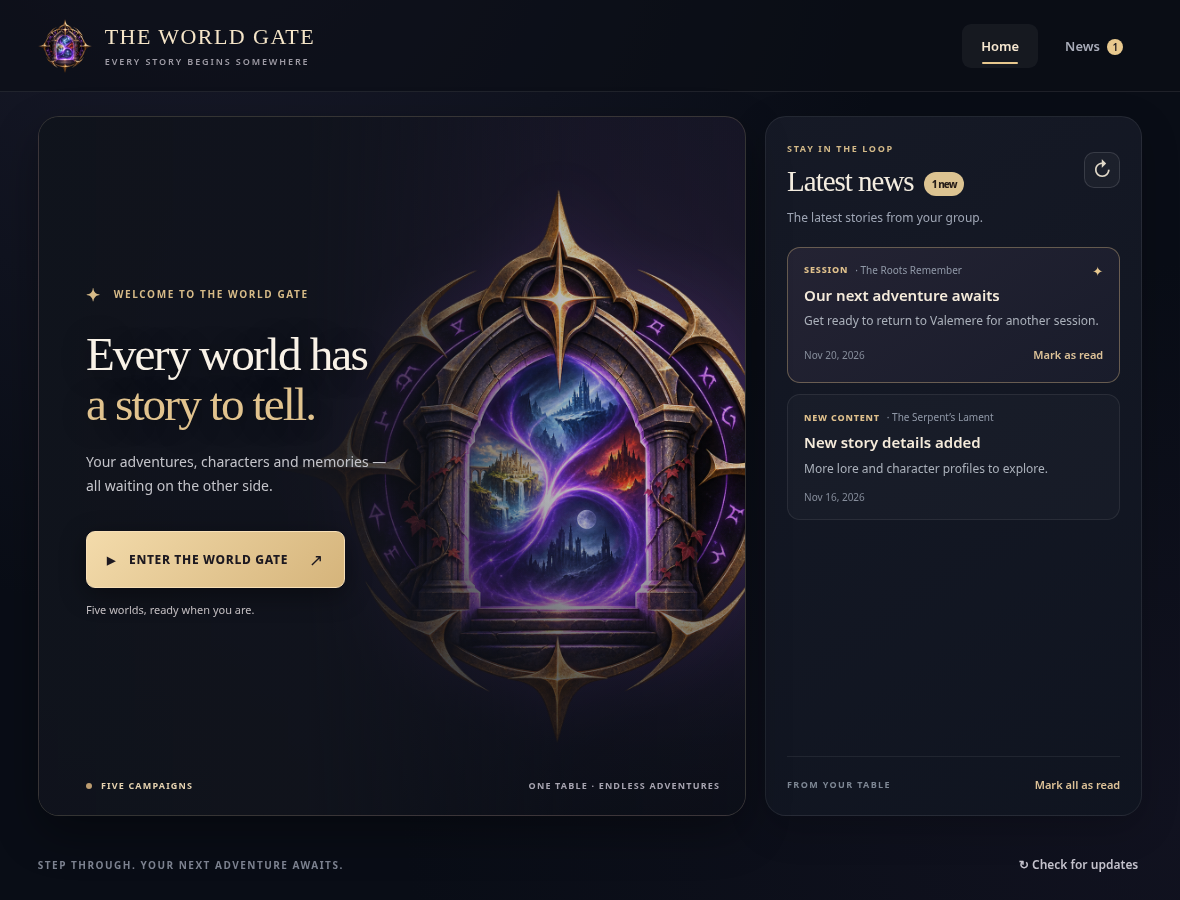 THE WORLD GATE
EVERY STORY BEGINS SOMEWHERE
Home
News 1
WELCOME TO THE WORLD GATE
Every world has
a story to tell.
Your adventures, characters and memories —
all waiting on the other side.
▶ ENTER THE WORLD GATE ↗
Five worlds, ready when you are.
FIVE CAMPAIGNS
ONE TABLE · ENDLESS ADVENTURES
STAY IN THE LOOP
Latest news 1 new
The latest stories from your group.
SESSION · The Roots Remember
Our next adventure awaits
Get ready to return to Valemere for another session.
Nov 20, 2026
Mark as read
NEW CONTENT · The Serpent's Lament
New story details added
More lore and character profiles to explore.
Nov 16, 2026
FROM YOUR TABLE
Mark all as read
STEP THROUGH. YOUR NEXT ADVENTURE AWAITS.
↻ Check for updates